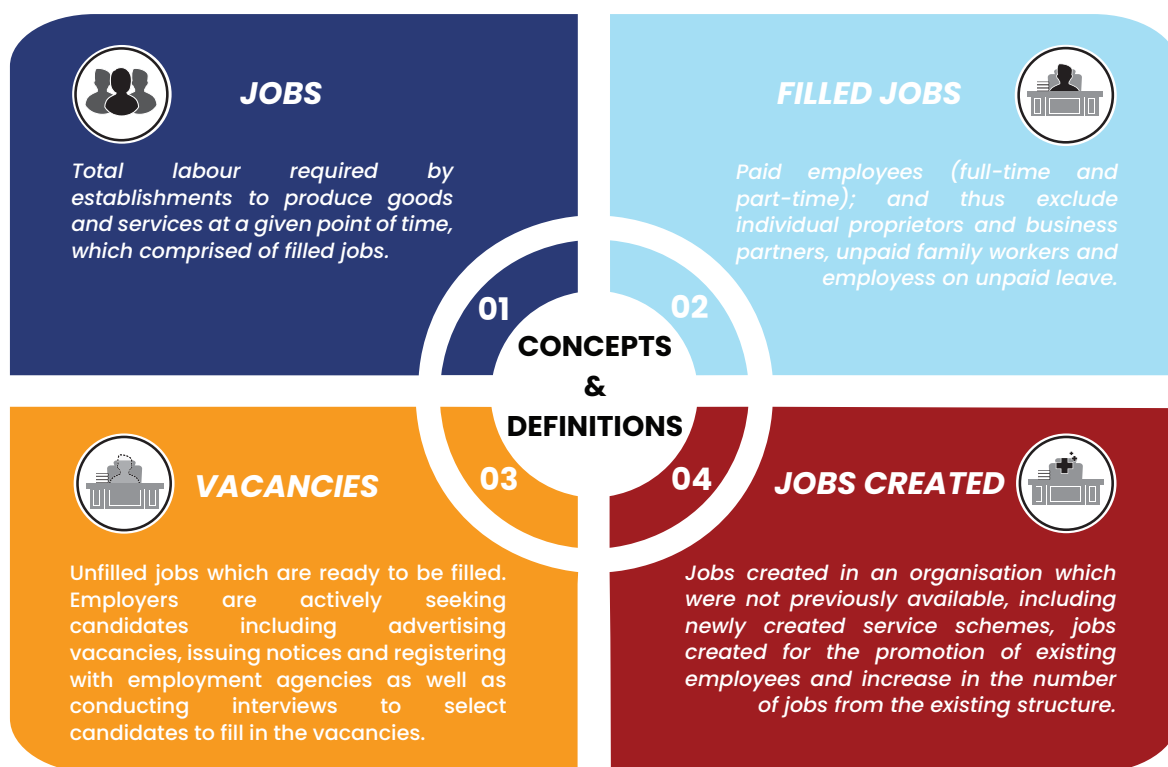 JOBS
Total labour required by
establishments to produce goods
and services at a given point of time,
which comprised of filled jobs.
FILLED JOBS
Paid employees (full-time and
part-time); and thus exclude
individual proprietors and business
partners, unpaid family workers and
employess on unpaid leave.
01
02
CONCEPTS
&
DEFINITIONS
03
04
VACANCIES
Unfilled jobs which are ready to be filled.
Employers are actively seeking
candidates including advertising
vacancies, issuing notices and registering
with employment agencies as well as
conducting interviews to select
candidates to fill in the vacancies.
JOBS CREATED
Jobs created in an organisation which
were not previously available, including
newly created service schemes, jobs
created for the promotion of existing
employees and increase in the number
of jobs from the existing structure.